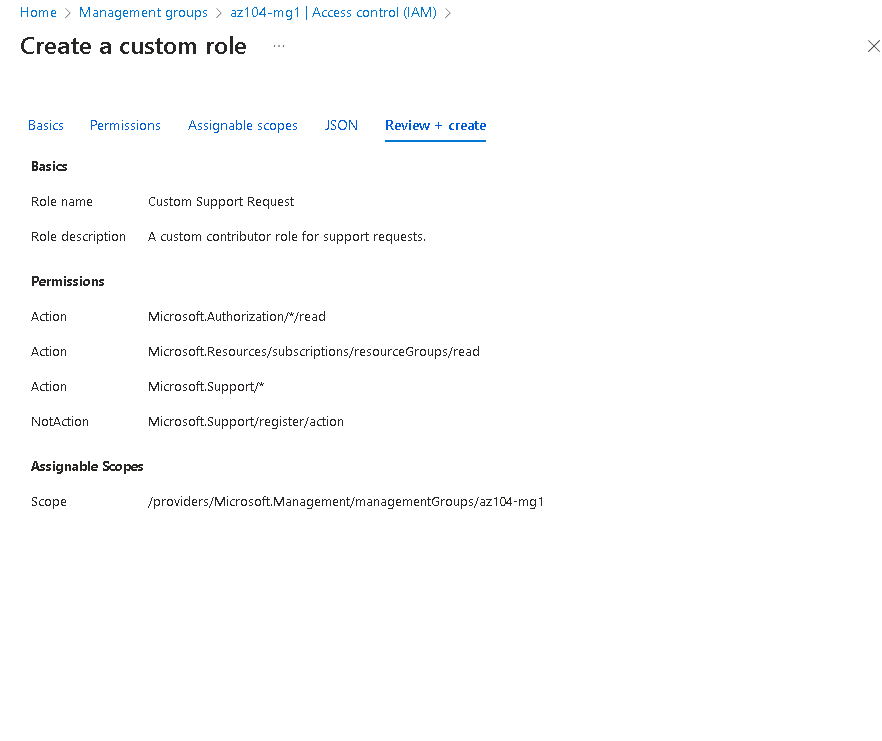 Home > Management groups > az104-mg1 | Access control (IAM) >
Create a custom role ...
Basics Permissions Assignable scopes JSON Review + create
Basics
Role name Custom Support Request
Role description A custom contributor role for support requests.
Permissions
Action Microsoft.Authorization/*/read
Action Microsoft.Resources/subscriptions/resourceGroups/read
Action Microsoft.Support/*
NotAction Microsoft.Support/register/action
Assignable Scopes
Scope /providers/Microsoft.Management/managementGroups/az104-mg1